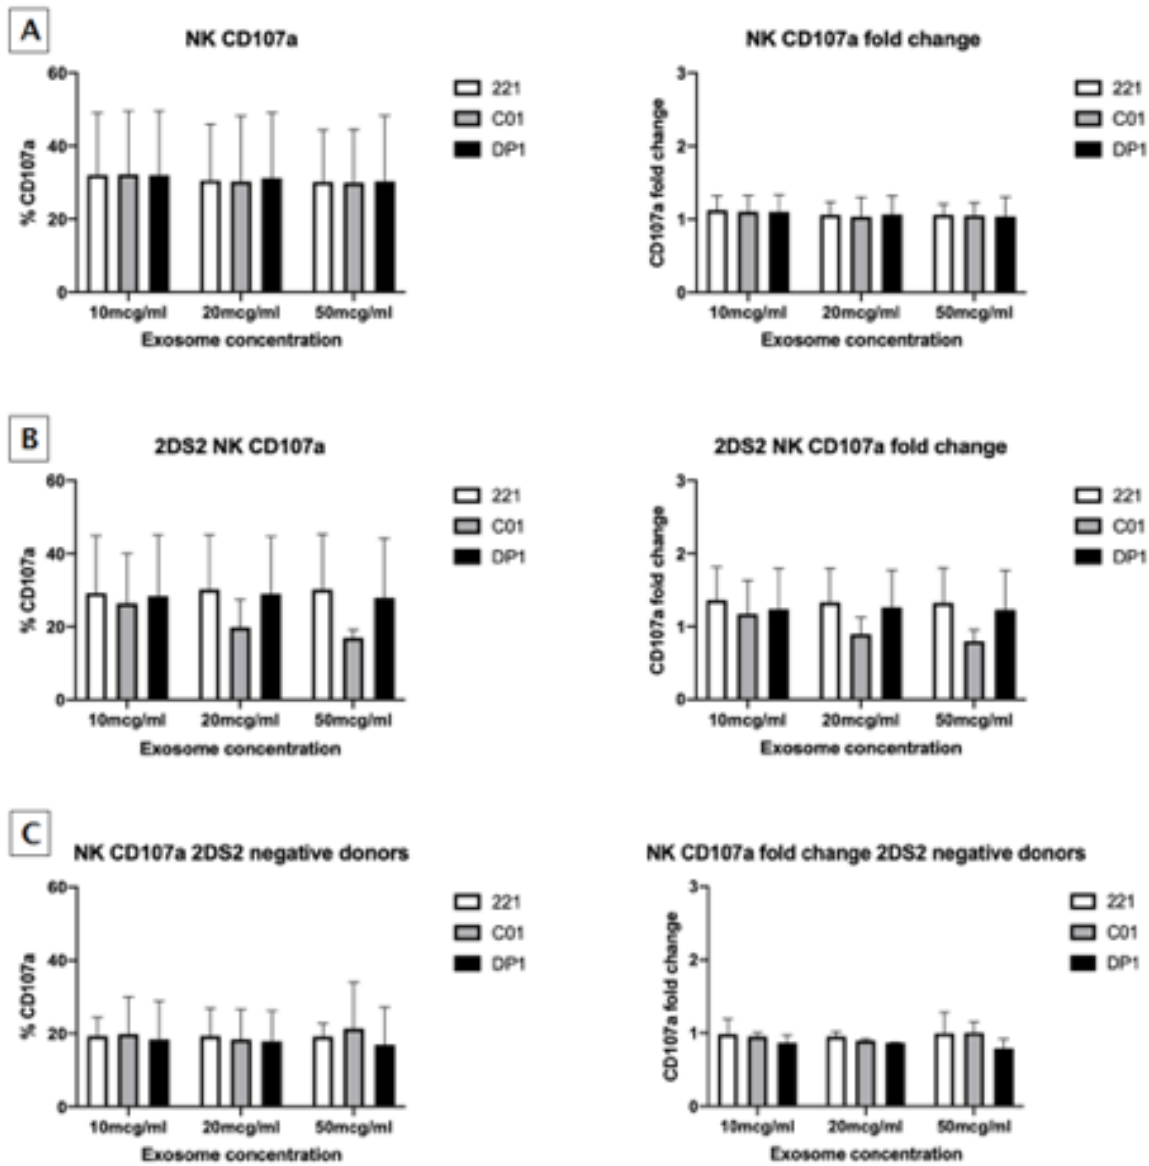 A
NK CD107a
60
40
20
0
% CD107a
10mcg/ml 20mcg/ml 50mcg/ml
Exosome concentration
221
C01
DP1
NK CD107a fold change
3
2
1
0
CD107a fold change
10mcg/ml 20mcg/ml 50mcg/ml
Exosome concentration
221
C01
DP1
B
2DS2 NK CD107a
60
40
20
0
% CD107a
10mcg/ml 20mcg/ml 50mcg/ml
Exosome concentration
221
C01
DP1
2DS2 NK CD107a fold change
3
2
1
0
CD107a fold change
10mcg/ml 20mcg/ml 50mcg/ml
Exosome concentration
221
C01
DP1
C
NK CD107a 2DS2 negative donors
60
40
20
0
% CD107a
10mcg/ml 20mcg/ml 50mcg/ml
Exosome concentration
221
C01
DP1
NK CD107a fold change 2DS2 negative donors
3
2
1
0
CD107a fold change
10mcg/ml 20mcg/ml 50mcg/ml
Exosome concentration
221
C01
DP1